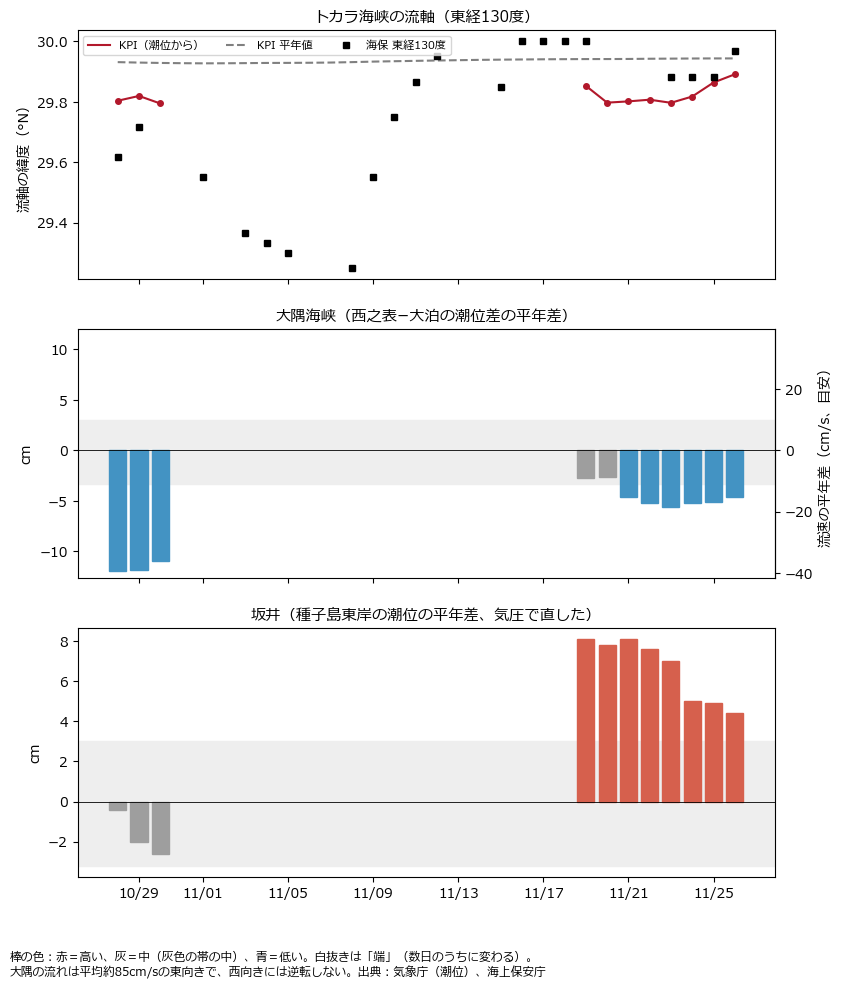 トカラ海峡の流軸（東経130度）
KPI（潮位から）
KPI 平年値
海保 東経130度
流軸の緯度（°N）
30.0
29.8
29.6
29.4
大隅海峡（西之表−大泊の潮位差の平年差）
cm
10
5
0
−5
−10
20
0
−20
−40
流速の平年差（cm/s、目安）
坂井（種子島東岸の潮位の平年差、気圧で直した）
cm
8
6
4
2
0
−2
10/29
11/01
11/05
11/09
11/13
11/17
11/21
11/25
棒の色：赤＝高い、灰＝中（灰色の帯の中）、青＝低い。白抜きは「端」（数日のうちに変わる）。
大隅の流れは平均約85cm/sの東向きで、西向きには逆転しない。出典：気象庁（潮位）、海上保安庁